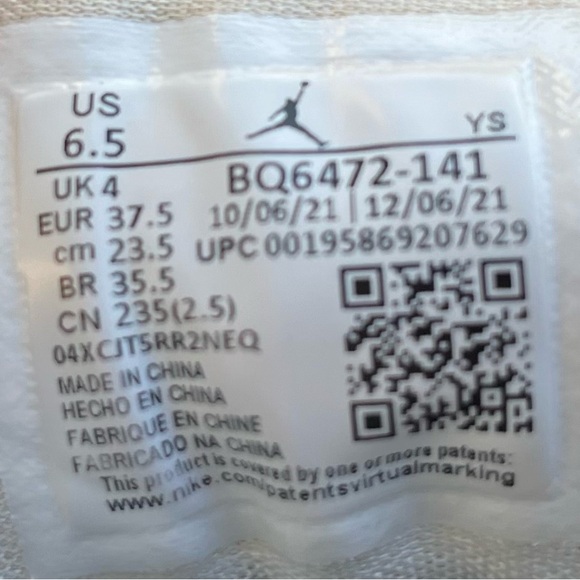 US
6.5
YS
UK 4
BQ6472-141
EUR 37.5
10/06/21 | 12/06/21
cm 23.5
UPC 00195869207629
BR 35.5
CN 235(2.5)
04XCJT5RR2NEQ
MADE IN CHINA
HECHO EN CHINA
FABRIQUE EN CHINE
FABRICADO NA CHINA
This product is covered by one or more patents:
www.nike.com/patentsvirtualmarking